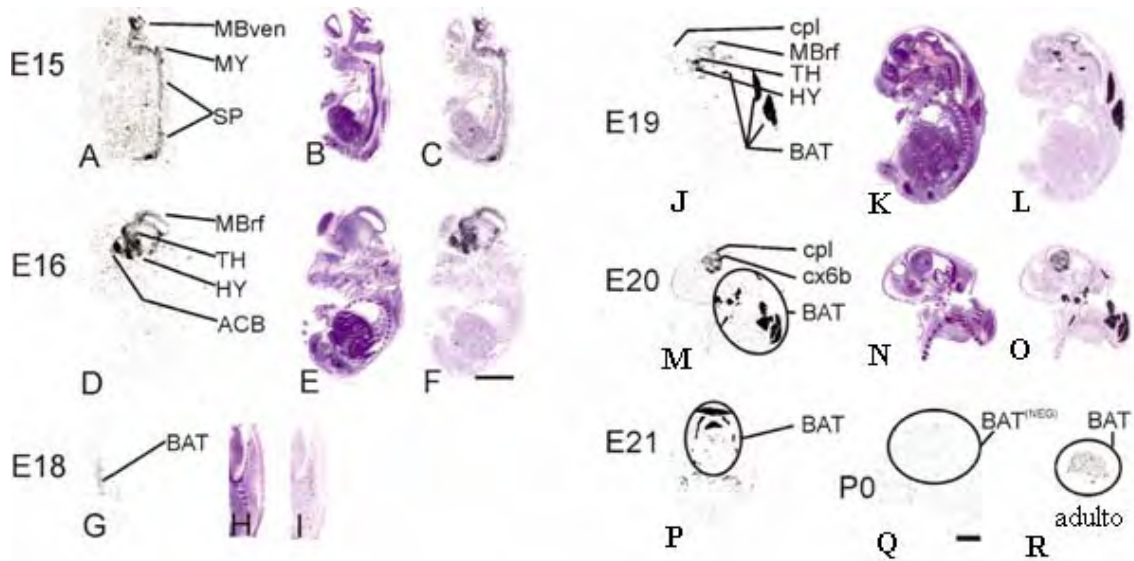 E15
MBven
MY
SP
A
B
C
E16
MBrf
TH
HY
ACB
D
E
F
E18
BAT
G
H
I
E19
cpl
MBrf
TH
HY
BAT
J
K
L
E20
cpl
cx6b
BAT
M
N
O
E21
BAT
P
P0
BAT(NEG)
Q
BAT
adulto
R